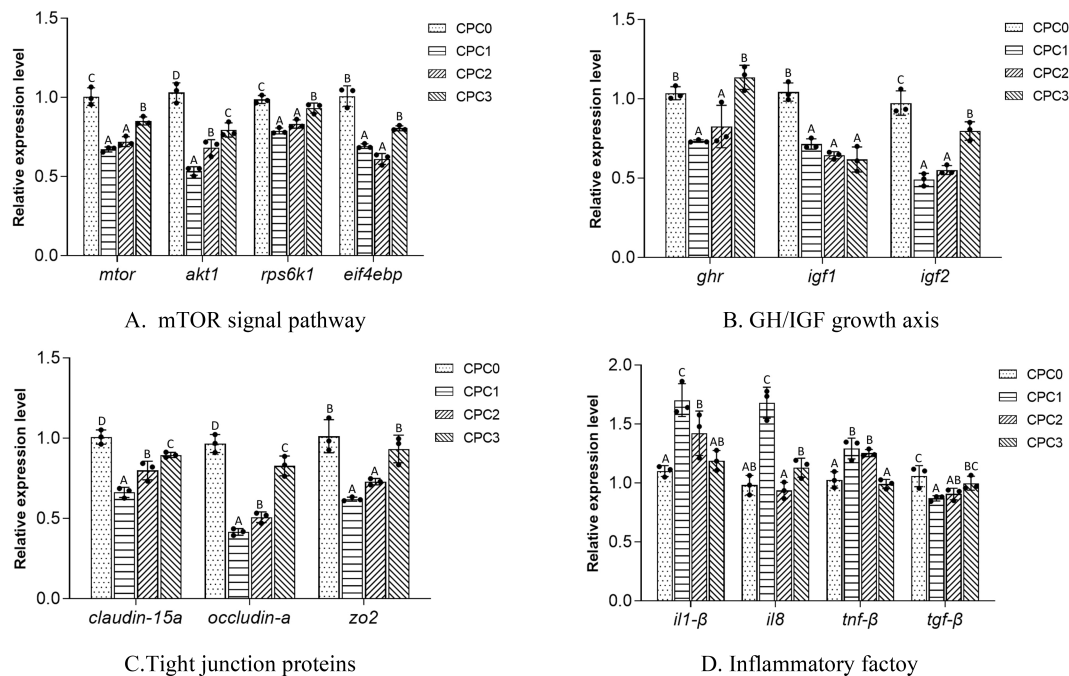 1.5
1.0
0.5
0.0
Relative expression level
C A A B D A B C C A A B B A A B
mtor akt1 rps6k1 eif4ebp
CPC0
CPC1
CPC2
CPC3
A. mTOR signal pathway
1.5
1.0
0.5
0.0
Relative expression level
B A A B B A A A C A A B
ghr igf1 igf2
CPC0
CPC1
CPC2
CPC3
B. GH/IGF growth axis
1.5
1.0
0.5
0.0
Relative expression level
D A B C D A B C B A A B
claudin-15a occludin-a zo2
CPC0
CPC1
CPC2
CPC3
C.Tight junction proteins
2.0
1.5
1.0
0.5
0.0
Relative expression level
A C B AB AB C A B A B B A C A AB BC
il1-β il8 tnf-β tgf-β
CPC0
CPC1
CPC2
CPC3
D. Inflammatory factoy